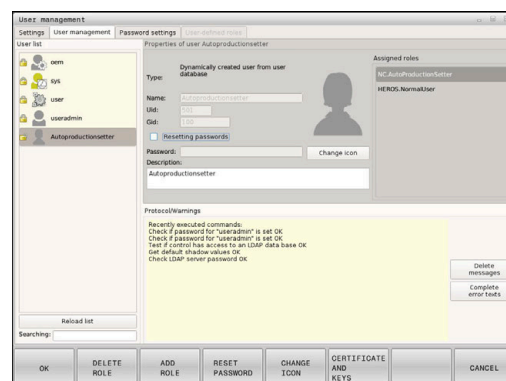 User management
Settings User management Password settings User defined roles
User list
oem
sys
user
useradmin
Autoproductionsetter
Reload list
Searching:
Properties of user Autoproductionsetter
Type: Dynamically created user from user database
Name: Autoproductionsetter
Uid: 501
Gid: 100
Resetting passwords
Password:
Change icon
Description:
Autoproductionsetter
Assigned roles
NC.AutoProductionSetter
HEROS.NormalUser
Protocol/Warnings
Recently executed commands:
Check if password for "useradmin" is set OK
Check if password for "useradmin" is set OK
Test if control has access to an LDAP data base OK
Get default shadow values OK
Check LDAP server password OK
Delete messages
Complete error texts
OK
DELETE ROLE
ADD ROLE
RESET PASSWORD
CHANGE ICON
CERTIFICATE AND KEYS
CANCEL